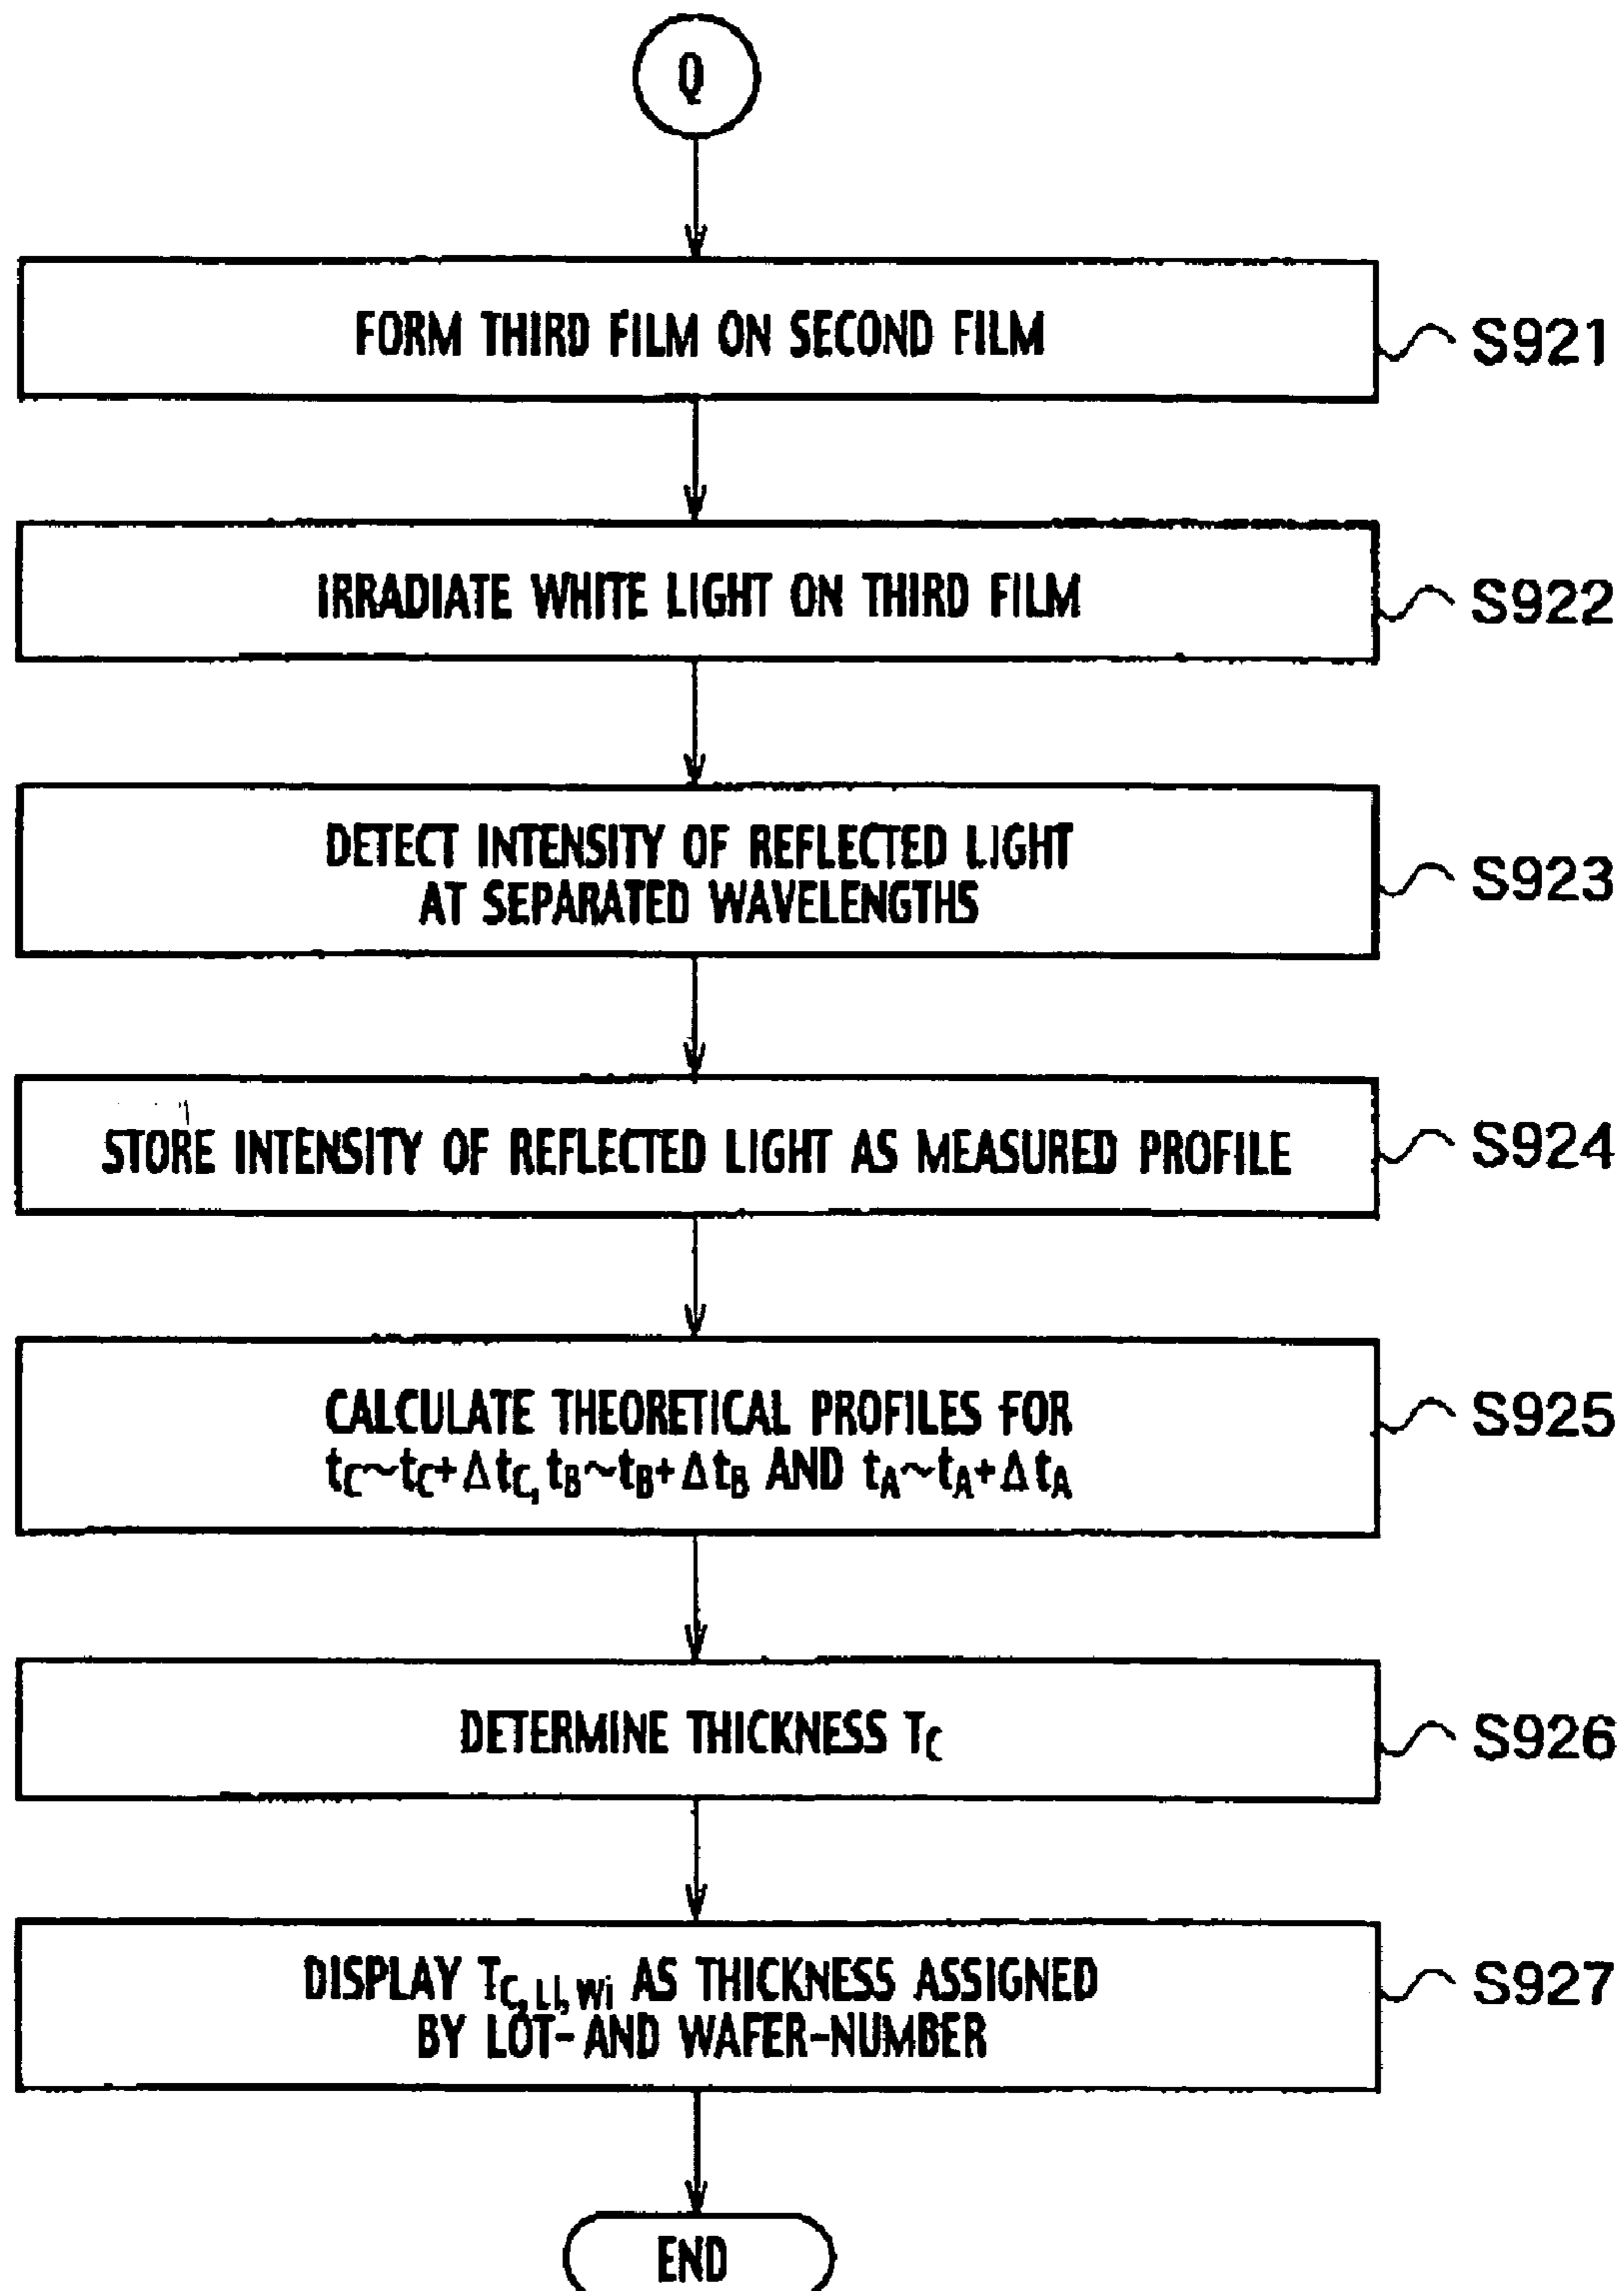 Q
FORM THIRD FILM ON SECOND FILM
S921
IRRADIATE WHITE LIGHT ON THIRD FILM
S922
DETECT INTENSITY OF REFLECTED LIGHT
AT SEPARATED WAVELENGTHS
S923
STORE INTENSITY OF REFLECTED LIGHT AS MEASURED PROFILE
S924
CALCULATE THEORETICAL PROFILES FOR
tC~tC+ΔtC, tB~tB+ΔtB AND tA~tA+ΔtA
S925
DETERMINE THICKNESS TC
S926
DISPLAY TC,Li,Wi AS THICKNESS ASSIGNED
BY LOT- AND WAFER-NUMBER
S927
END